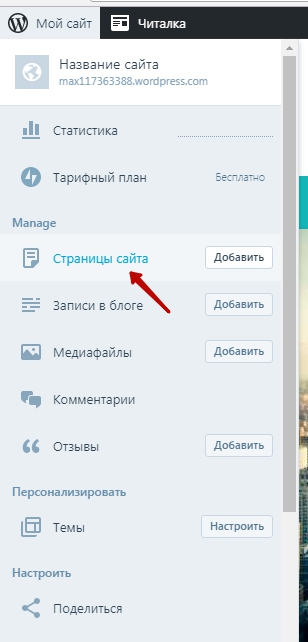 Мой сайт Читалка
Название сайта
max117363388.wordpress.com
Статистика
Тарифный план Бесплатно
Manage
Страницы сайта Добавить
Записи в блоге Добавить
Медиафайлы Добавить
Комментарии
Отзывы Добавить
Персонализировать
Темы Настроить
Настроить
Поделиться